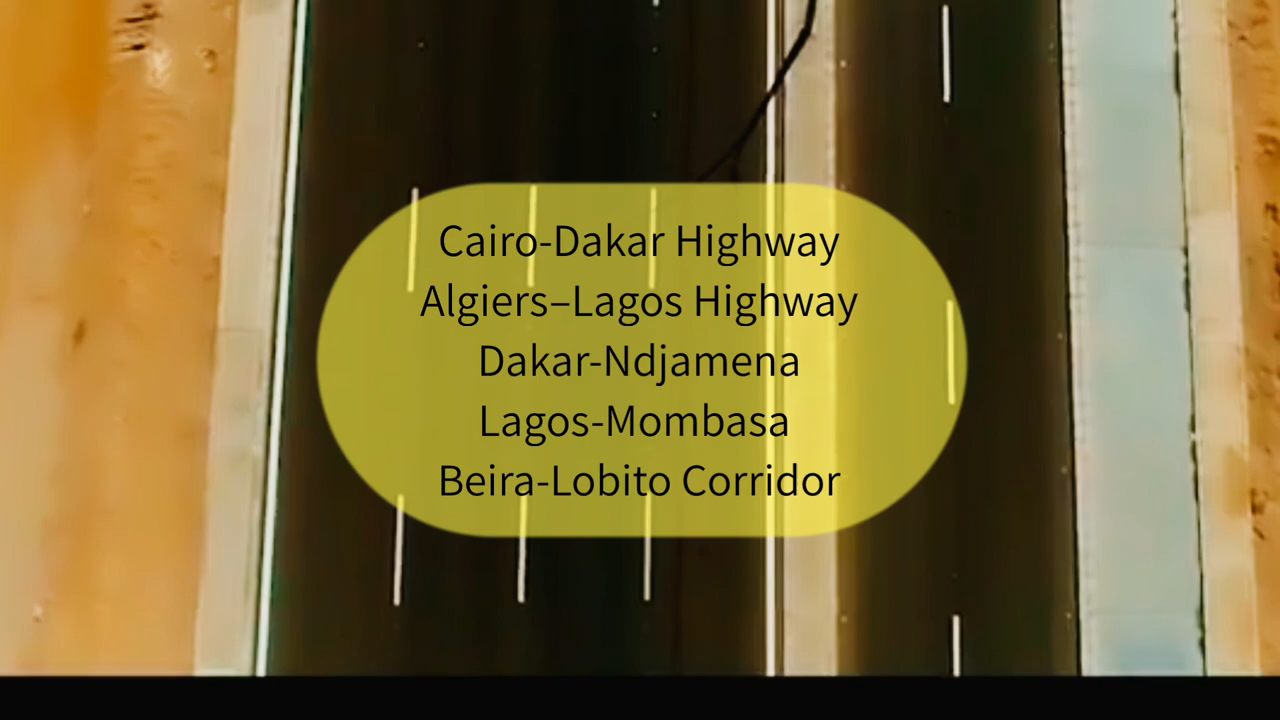 Cairo-Dakar Highway
Algiers–Lagos Highway
Dakar-Ndjamena
Lagos-Mombasa
Beira-Lobito Corridor